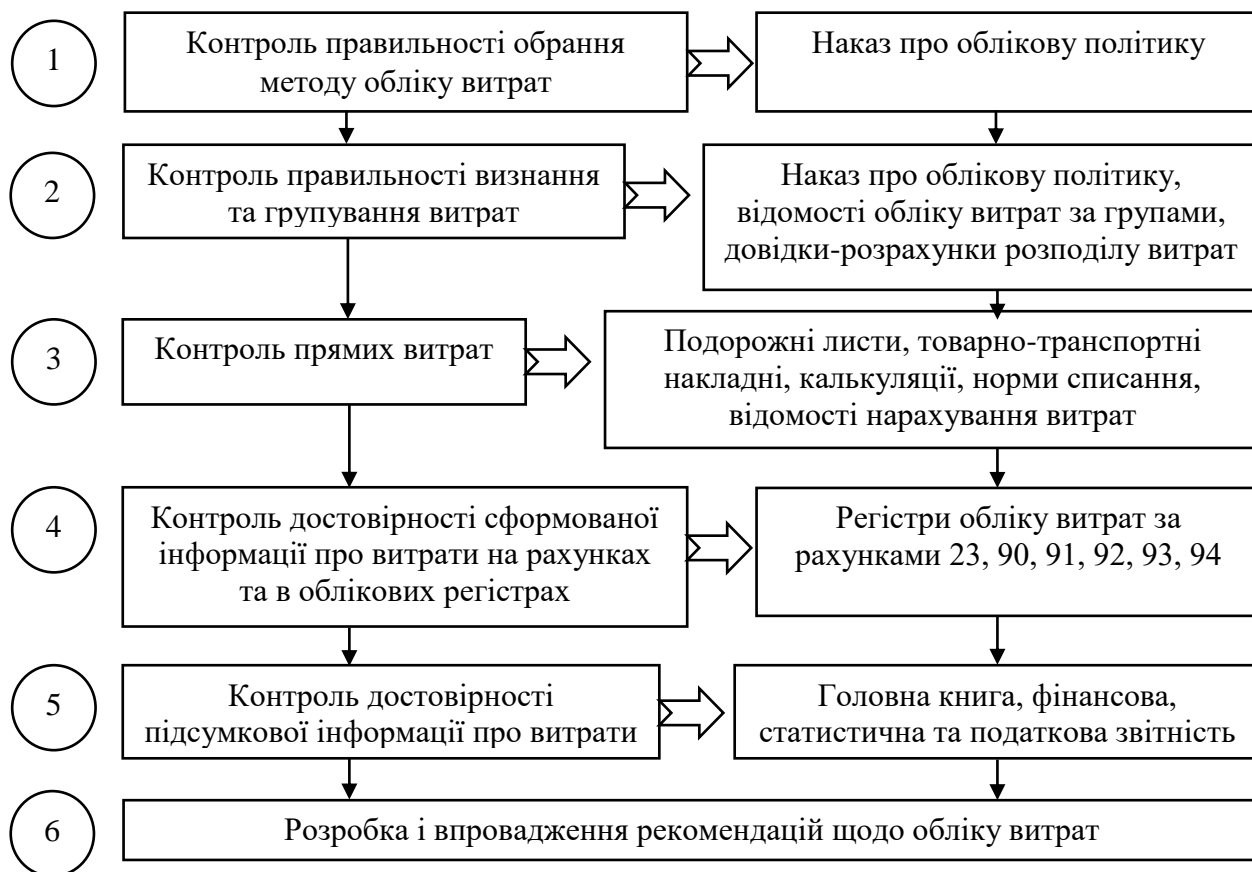 1
Контроль правильності обрання
методу обліку витрат
Наказ про облікову політику
2
Контроль правильності визнання
та групування витрат
Наказ про облікову політику,
відомості обліку витрат за групами,
довідки-розрахунки розподілу витрат
3
Контроль прямих витрат
Подорожні листи, товарно-транспортні
накладні, калькуляції, норми списання,
відомості нарахування витрат
4
Контроль достовірності сформованої
інформації про витрати на рахунках
та в облікових регістрах
Регістри обліку витрат за
рахунками 23, 90, 91, 92, 93, 94
5
Контроль достовірності
підсумкової інформації про витрати
Головна книга, фінансова,
статистична та податкова звітність
6
Розробка і впровадження рекомендацій щодо обліку витрат